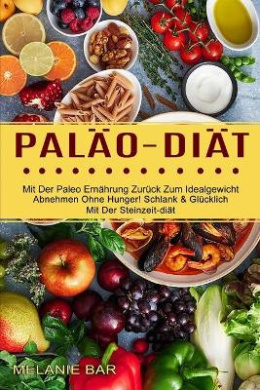 PALÄO-DIÄT
Mit Der Paleo Ernährung Zurück Zum Idealgewicht
Abnehmen Ohne Hunger! Schlank & Glücklich
Mit Der Steinzeit-diät
MELANIE BAR